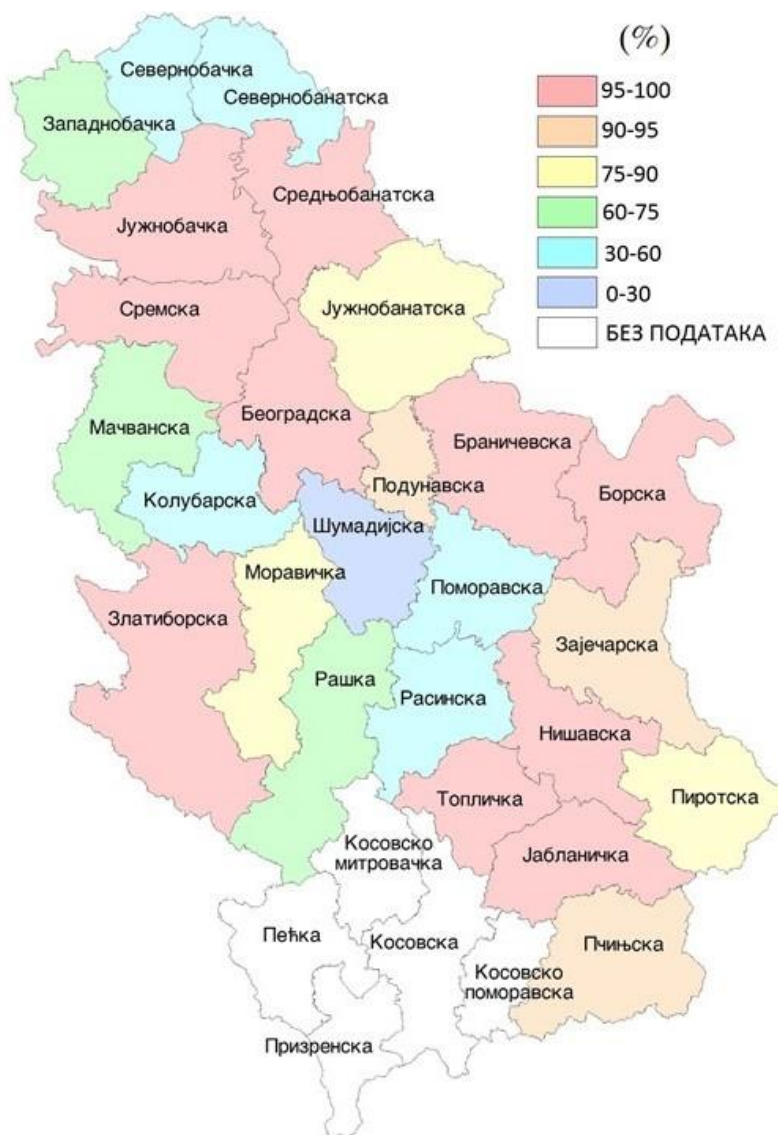 (%)
95-100
90-95
75-90
60-75
30-60
0-30
БЕЗ ПОДАТАКА
Севернобачка
Севернобанатска
Западнобачка
Средњобанатска
Јужнобачка
Сремска
Јужнобанатска
Београдска
Мачванска
Браничевска
Подунавска
Борска
Колубарска
Шумадијска
Моравичка
Поморавска
Златиборска
Зајечарска
Рашка
Расинска
Нишавска
Топличка
Пиротска
Јабланичка
Косовско
митровачка
Пећка
Косовска
Пчињска
Косовско
поморавска
Призренска